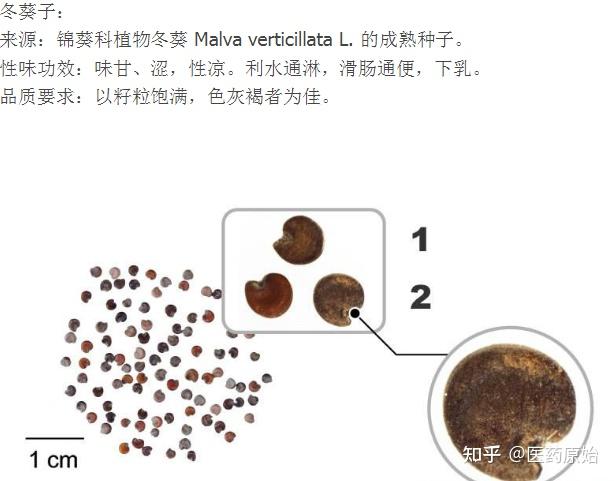 冬葵子：
来源：锦葵科植物冬葵 Malva verticillata L. 的成熟种子。
性味功效：味甘、涩，性凉。利水通淋，滑肠通便，下乳。
品质要求：以籽粒饱满，色灰褐者为佳。
1
2
1 cm
知乎 @医药原始